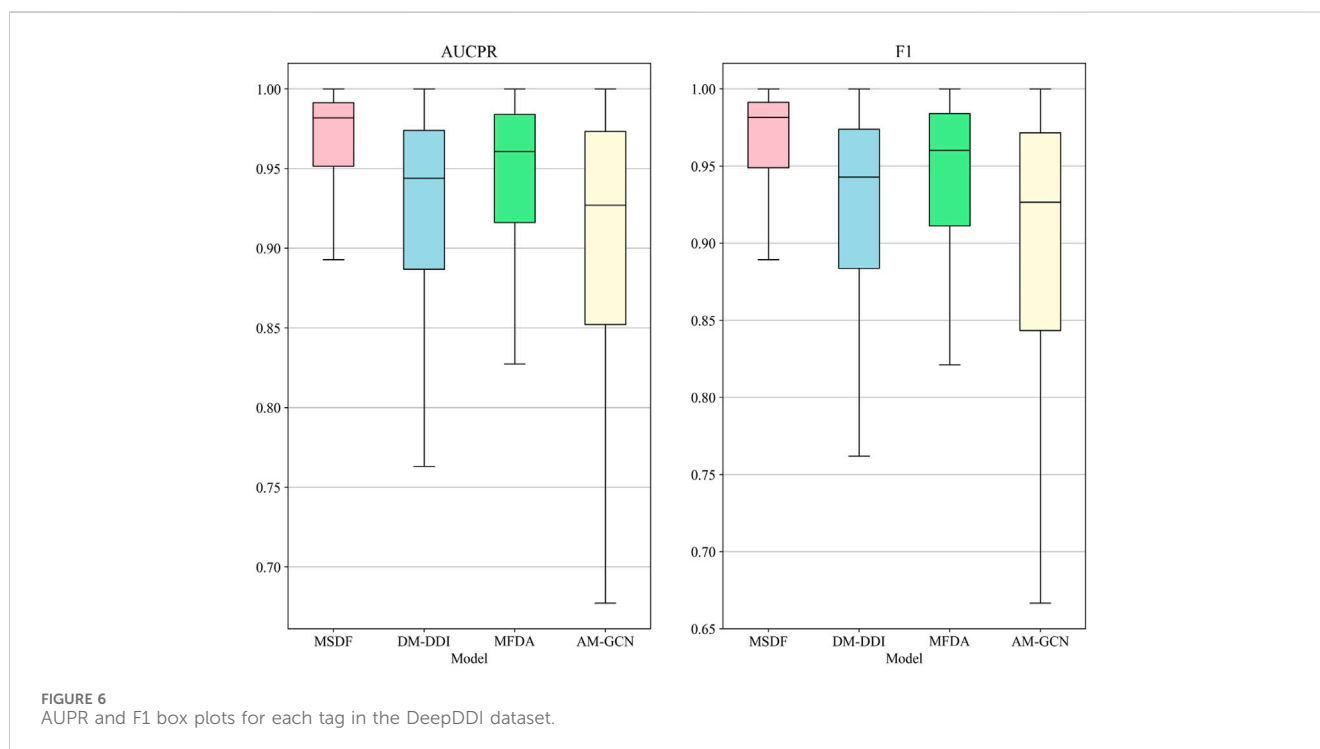 AUCPR
1.00
0.95
0.90
0.85
0.80
0.75
0.70
MSDF DM-DDI MFDA AM-GCN
Model
F1
1.00
0.95
0.90
0.85
0.80
0.75
0.70
0.65
MSDF DM-DDI MFDA AM-GCN
Model
FIGURE 6
AUPR and F1 box plots for each tag in the DeepDDI dataset.